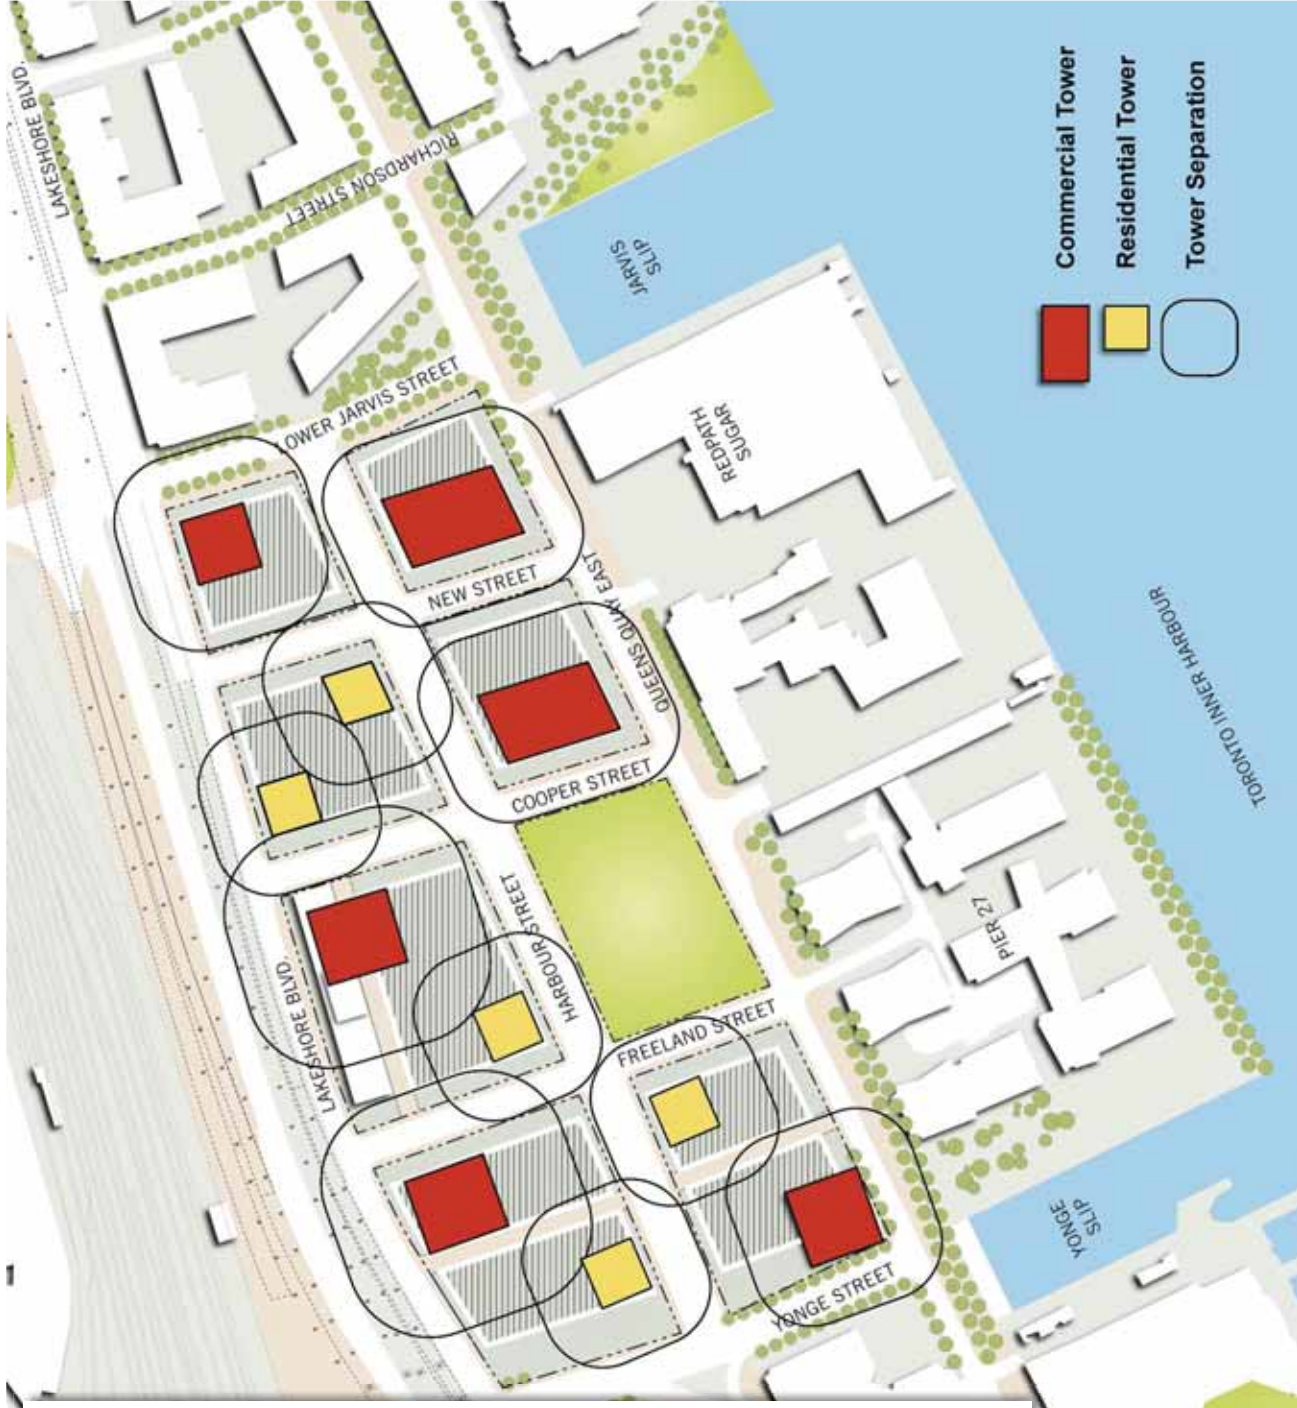 LAKESHORE BLVD.
RICHARDSON STREET
JARVIS
SLIP
LOWER JARVIS STREET
REDPATH
SUGAR
NEW STREET
QUEENS QUAY EAST
COOPER STREET
HARBOUR STREET
LAKESHORE BLVD.
FREELAND STREET
PIER 27
TORONTO INNER HARBOUR
YONGE STREET
YONGE
SLIP
Commercial Tower
Residential Tower
Tower Separation